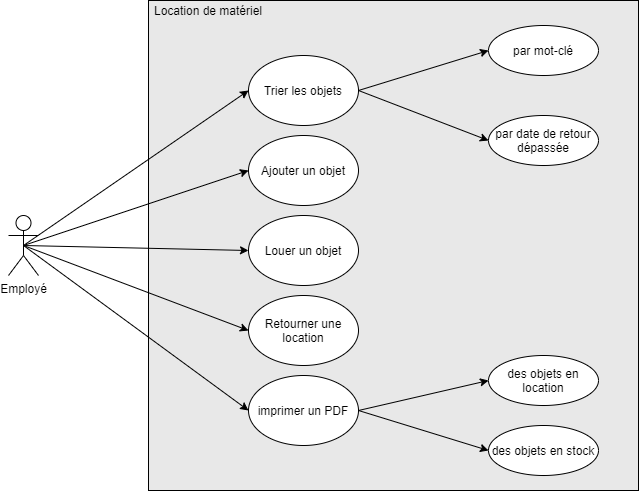 Location de matériel
par mot-clé
Trier les objets
par date de retour
dépassée
Ajouter un objet
Louer un objet
Employé
Retourner une
location
des objets en
location
imprimer un PDF
des objets en stock